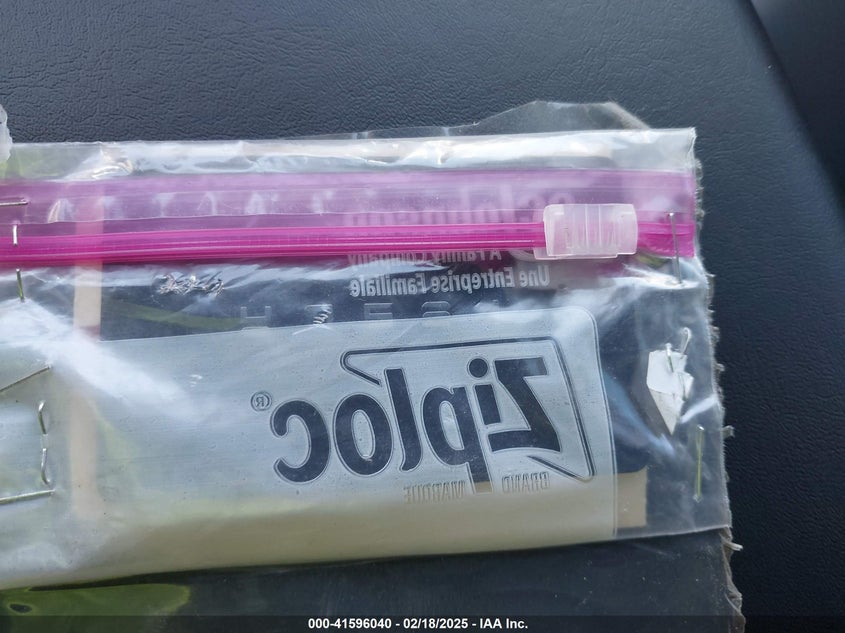 A Family Company
Une Entreprise Familiale
Ziploc®
BRAND
MARQUE
000-41596040 - 02/18/2025 - IAA Inc.